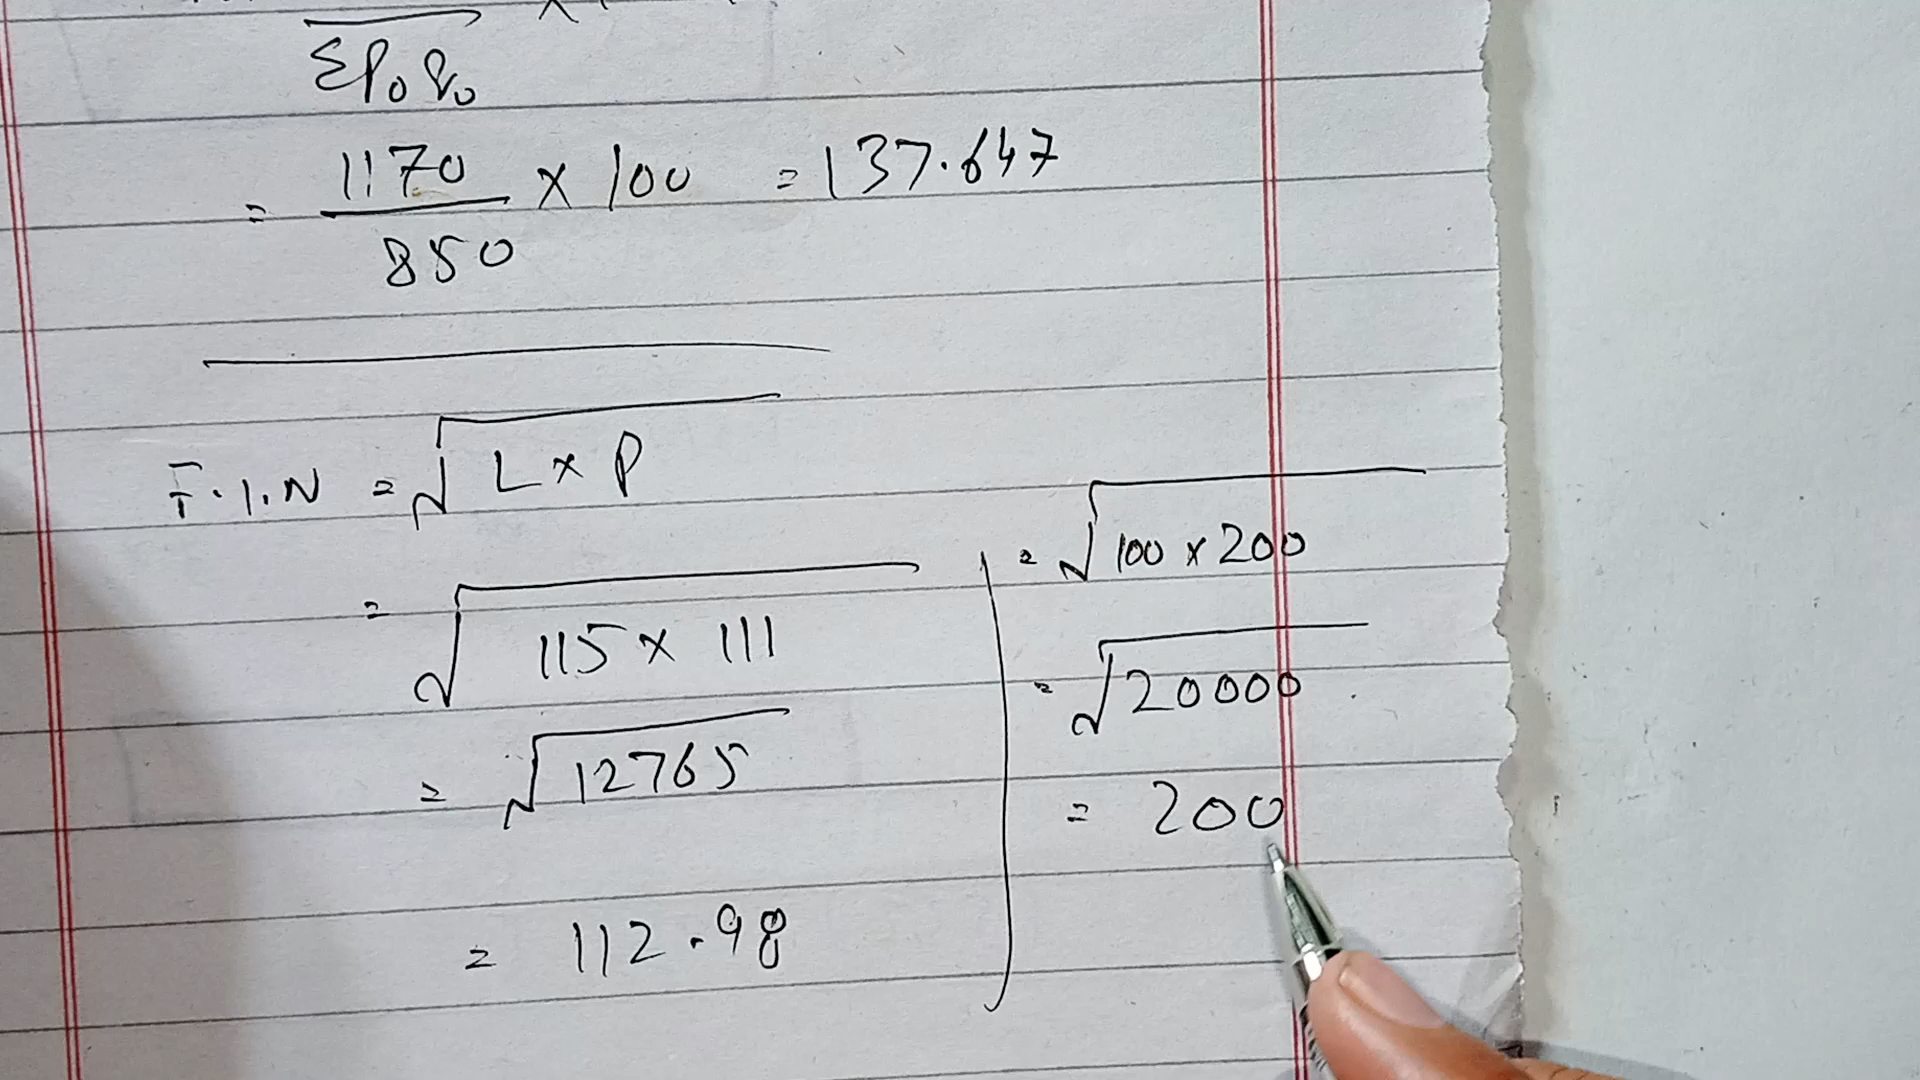 ΣP₀q₀
= 1170/850 × 100 = 137.647
F.I.N = √L × P
= √115 × 111
= √12765
= 112.98
= √100 × 200
= √20000
= 200